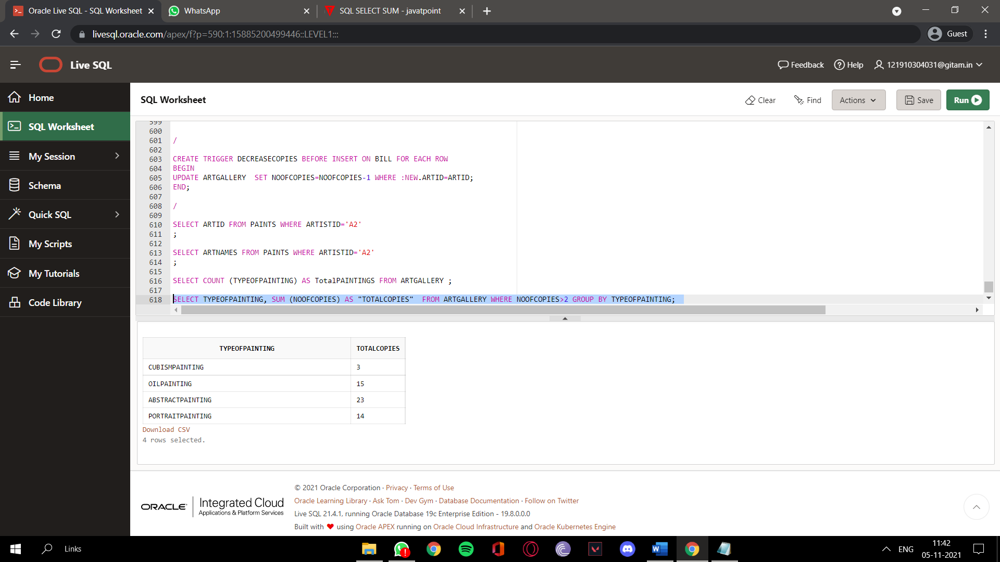 Oracle Live SQL - SQL Worksheet
WhatsApp
SQL SELECT SUM - javatpoint
livesql.oracle.com/apex/f?p=590:1:15885200499446::LEVEL1:::
Guest
Live SQL
Feedback
Help
121910304031@gitam.in
Home
SQL Worksheet
My Session
Schema
Quick SQL
My Scripts
My Tutorials
Code Library
SQL Worksheet
Clear
Find
Actions
Save
Run
599
600
601 /
602
603 CREATE TRIGGER DECREASECOPIES BEFORE INSERT ON BILL FOR EACH ROW
604 BEGIN
605 UPDATE ARTGALLERY  SET NOOFCOPIES=NOOFCOPIES-1 WHERE :NEW.ARTID=ARTID;
606 END;
607
608 /
609
610 SELECT ARTID FROM PAINTS WHERE ARTISTID='A2'
611 ;
612
613 SELECT ARTNAMES FROM PAINTS WHERE ARTISTID='A2'
614 ;
615
616 SELECT COUNT (TYPEOFPAINTING) AS TotalPAINTINGS FROM ARTGALLERY ;
617
618 SELECT TYPEOFPAINTING, SUM (NOOFCOPIES) AS "TOTALCOPIES"  FROM ARTGALLERY WHERE NOOFCOPIES>2 GROUP BY TYPEOFPAINTING;
TYPEOFPAINTING TOTALCOPIES
CUBISMPAINTING 3
OILPAINTING 15
ABSTRACTPAINTING 23
PORTRAITPAINTING 14
Download CSV
4 rows selected.
ORACLE
Integrated Cloud
Applications & Platform Services
© 2021 Oracle Corporation · Privacy · Terms of Use
Oracle Learning Library · Ask Tom · Dev Gym · Database Documentation · Follow on Twitter
Live SQL 21.4.1, running Oracle Database 19c Enterprise Edition - 19.8.0.0.0
Built with ❤ using Oracle APEX running on Oracle Cloud Infrastructure and Oracle Kubernetes Engine
Links
ENG
11:42
05-11-2021